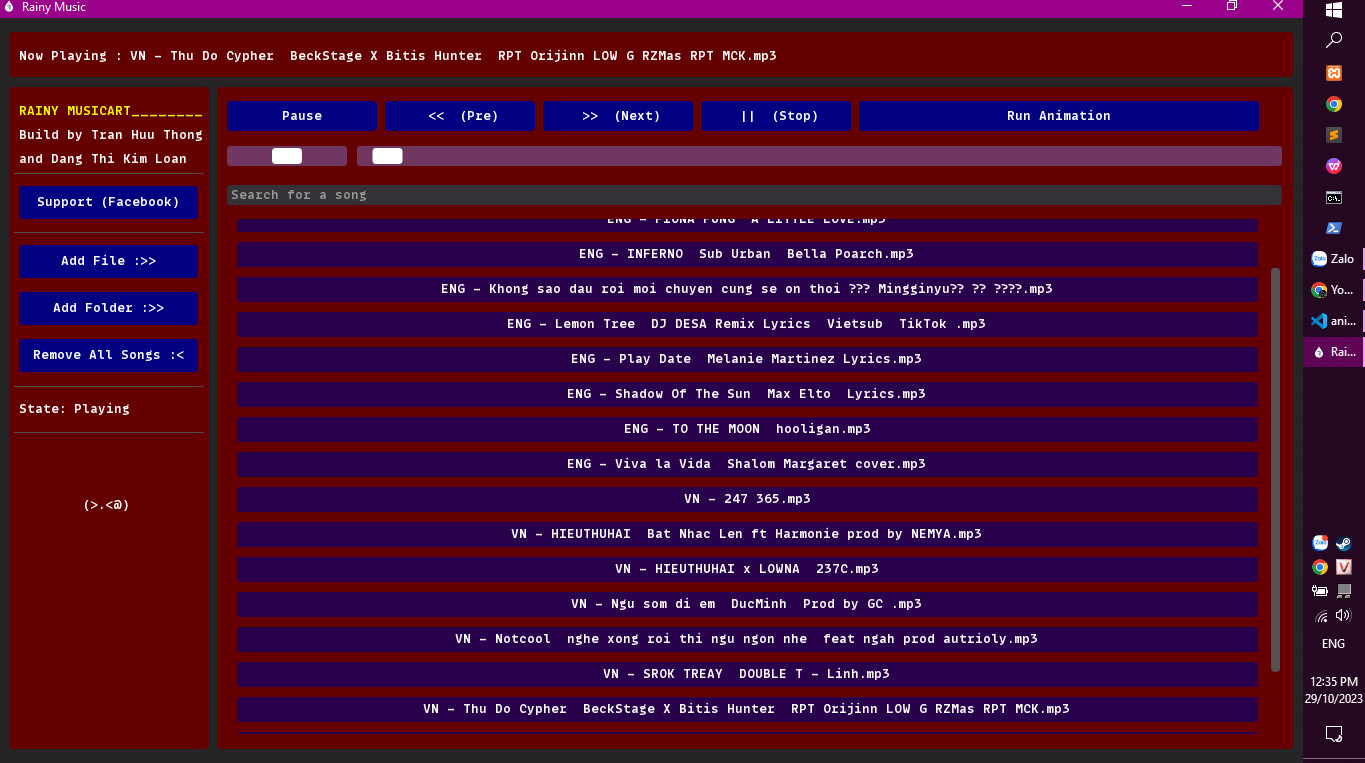 Rainy Music
Now Playing : VN - Thu Do Cypher  BeckStage X Bitis Hunter  RPT Orijinn LOW G RZMas RPT MCK.mp3
RAINY MUSICART________
Build by Tran Huu Thong
and Dang Thi Kim Loan
Support (Facebook)
Add File :>>
Add Folder :>>
Remove All Songs :<
State: Playing
(>.<@)
Pause
<<  (Pre)
>>  (Next)
||  (Stop)
Run Animation
Search for a song
ENG - FIONA FUNG  A LITTLE LOVE.mp3
ENG - INFERNO  Sub Urban  Bella Poarch.mp3
ENG - Khong sao dau roi moi chuyen cung se on thoi ??? Mingginyu?? ?? ????.mp3
ENG - Lemon Tree  DJ DESA Remix Lyrics  Vietsub  TikTok .mp3
ENG - Play Date  Melanie Martinez Lyrics.mp3
ENG - Shadow Of The Sun  Max Elto  Lyrics.mp3
ENG - TO THE MOON  hooligan.mp3
ENG - Viva la Vida  Shalom Margaret cover.mp3
VN - 247 365.mp3
VN - HIEUTHUHAI  Bat Nhac Len ft Harmonie prod by NEMYA.mp3
VN - HIEUTHUHAI x LOWNA  237C.mp3
VN - Ngu som di em  DucMinh  Prod by GC .mp3
VN - Notcool  nghe xong roi thi ngu ngon nhe  feat ngah prod autrioly.mp3
VN - SROK TREAY  DOUBLE T - Linh.mp3
VN - Thu Do Cypher  BeckStage X Bitis Hunter  RPT Orijinn LOW G RZMas RPT MCK.mp3
C:\.
Zalo
Zalo
Yo...
ani...
Rai...
Zalo
V
ENG
12:35 PM
29/10/2023